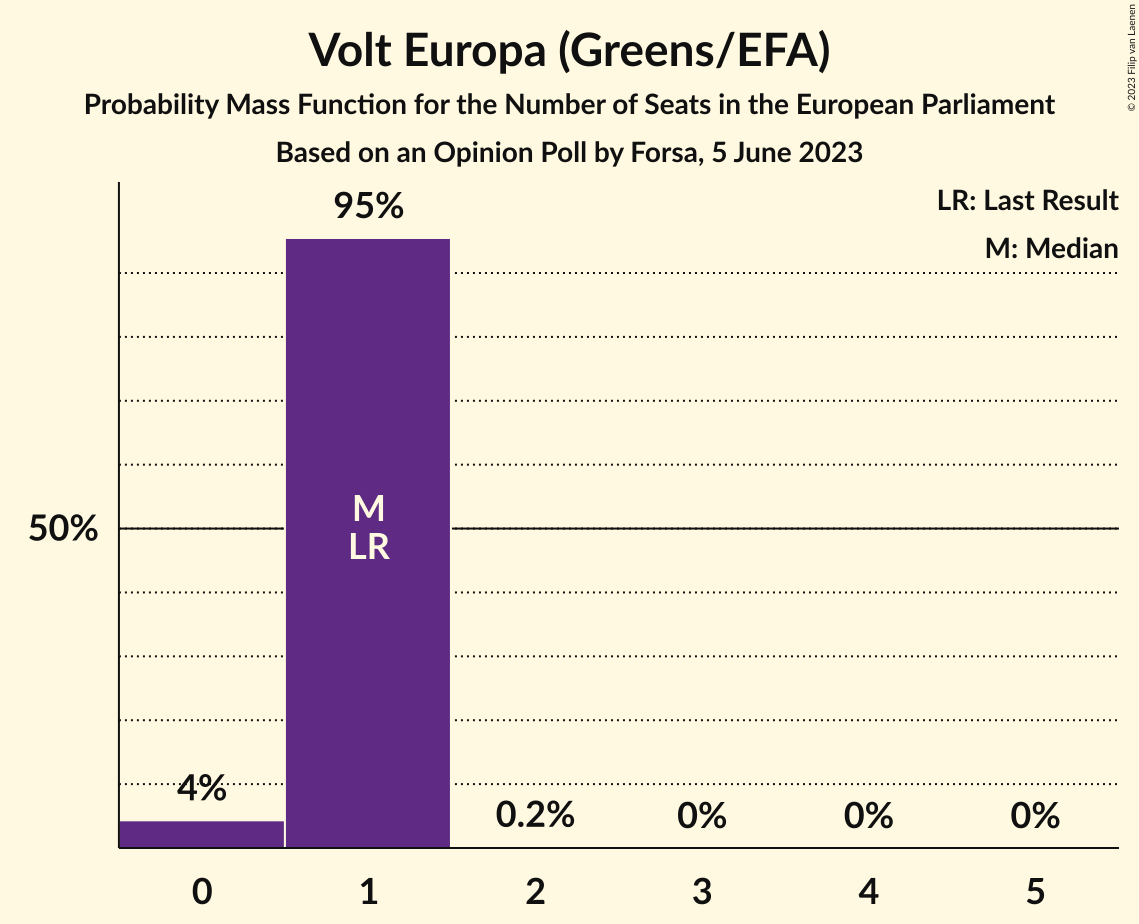 Volt Europa (Greens/EFA)
Probability Mass Function for the Number of Seats in the European Parliament
Based on an Opinion Poll by Forsa, 5 June 2023
© 2023 Filip van Laenen
LR: Last Result
M: Median
95%
M
LR
50%
4%
0.2%
0%
0%
0%
0
1
2
3
4
5